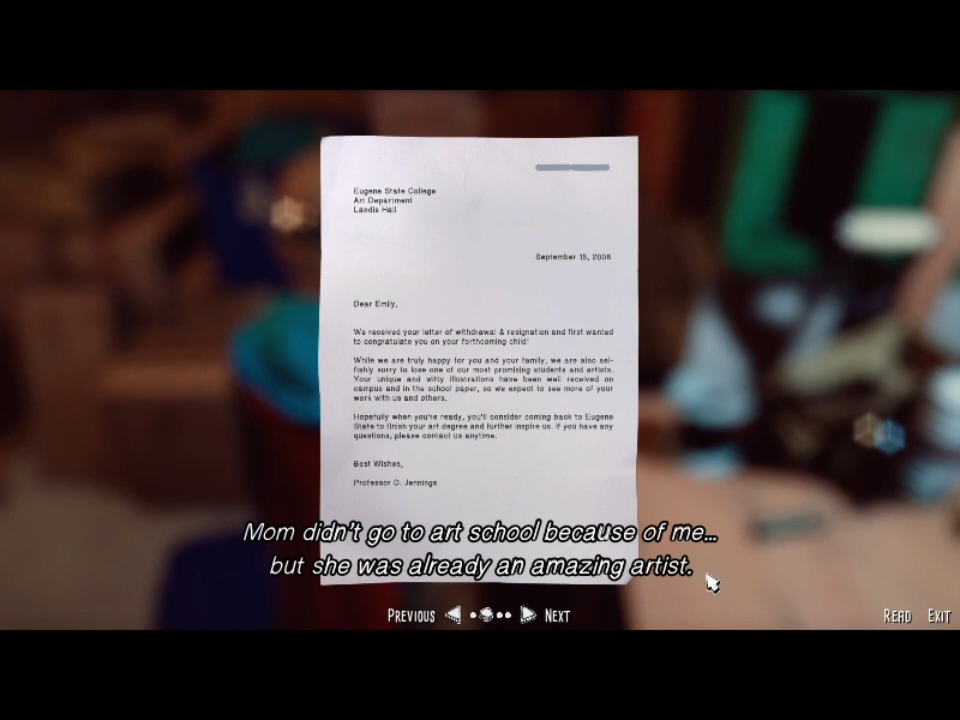 Eugene State College
Art Department
Landis Hall
September 15, 2006
Dear Emily,
We received your letter of withdrawal & resignation and first wanted
to congratulate you on your forthcoming child!
While we are truly happy for you and your family, we are also sel-
fishly sorry to lose one of our most promising students and artists.
Your unique and witty illustrations have been well received on
campus and in the school paper, so we expect to see more of your
work with us and others.
Hopefully when you're ready, you'll consider coming back to Eugene
State to finish your art degree and further inspire us. If you have any
questions, please contact us anytime.
Best Wishes,
Professor C. Jennings
Mom didn't go to art school because of me...
but she was already an amazing artist.
PREVIOUS NEXT READ EXIT